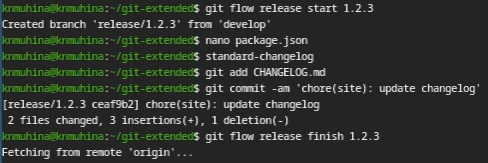 knmuhina@knmuhina:~/git-extended$ git flow release start 1.2.3
Created branch 'release/1.2.3' from 'develop'
knmuhina@knmuhina:~/git-extended$ nano package.json
knmuhina@knmuhina:~/git-extended$ standard-changelog
knmuhina@knmuhina:~/git-extended$ git add CHANGELOG.md
knmuhina@knmuhina:~/git-extended$ git commit -am 'chore(site): update changelog'
[release/1.2.3 ceaf9b2] chore(site): update changelog
 2 files changed, 3 insertions(+), 1 deletion(-)
knmuhina@knmuhina:~/git-extended$ git flow release finish 1.2.3
Fetching from remote 'origin'...